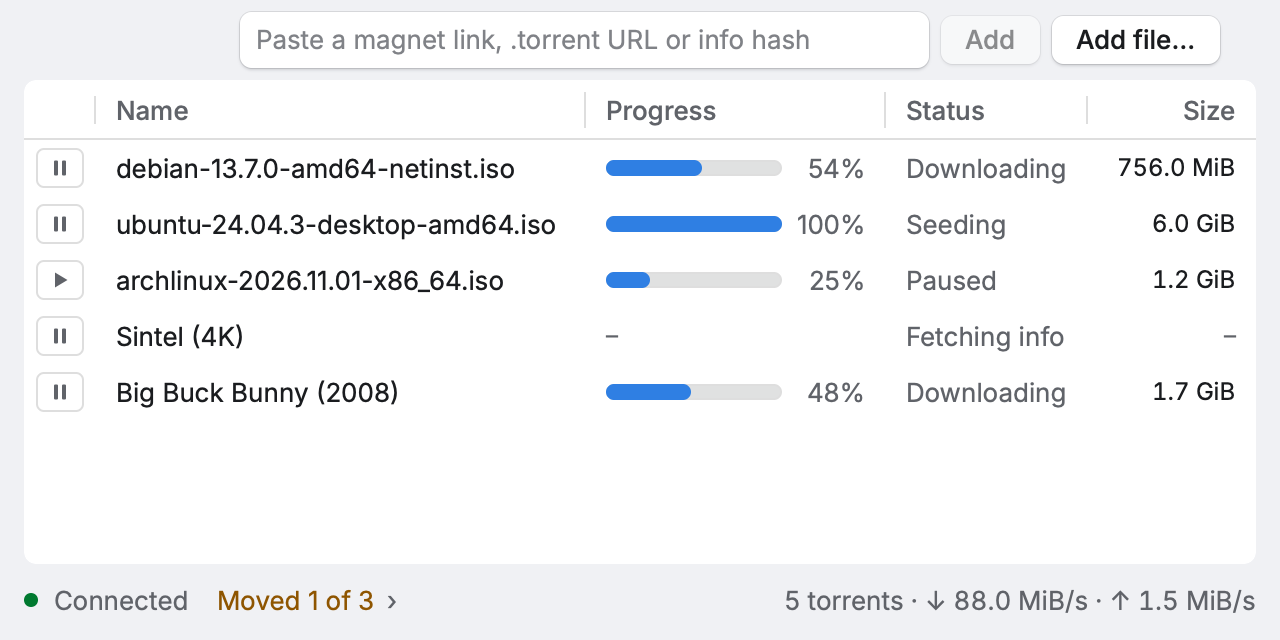 Paste a magnet link, .torrent URL or info hash Add Add file...
Name Progress Status Size
debian-13.7.0-amd64-netinst.iso 54% Downloading 756.0 MiB
ubuntu-24.04.3-desktop-amd64.iso 100% Seeding 6.0 GiB
archlinux-2026.11.01-x86_64.iso 25% Paused 1.2 GiB
Sintel (4K) – Fetching info –
Big Buck Bunny (2008) 48% Downloading 1.7 GiB
Connected Moved 1 of 3 › 5 torrents · ↓ 88.0 MiB/s · ↑ 1.5 MiB/s